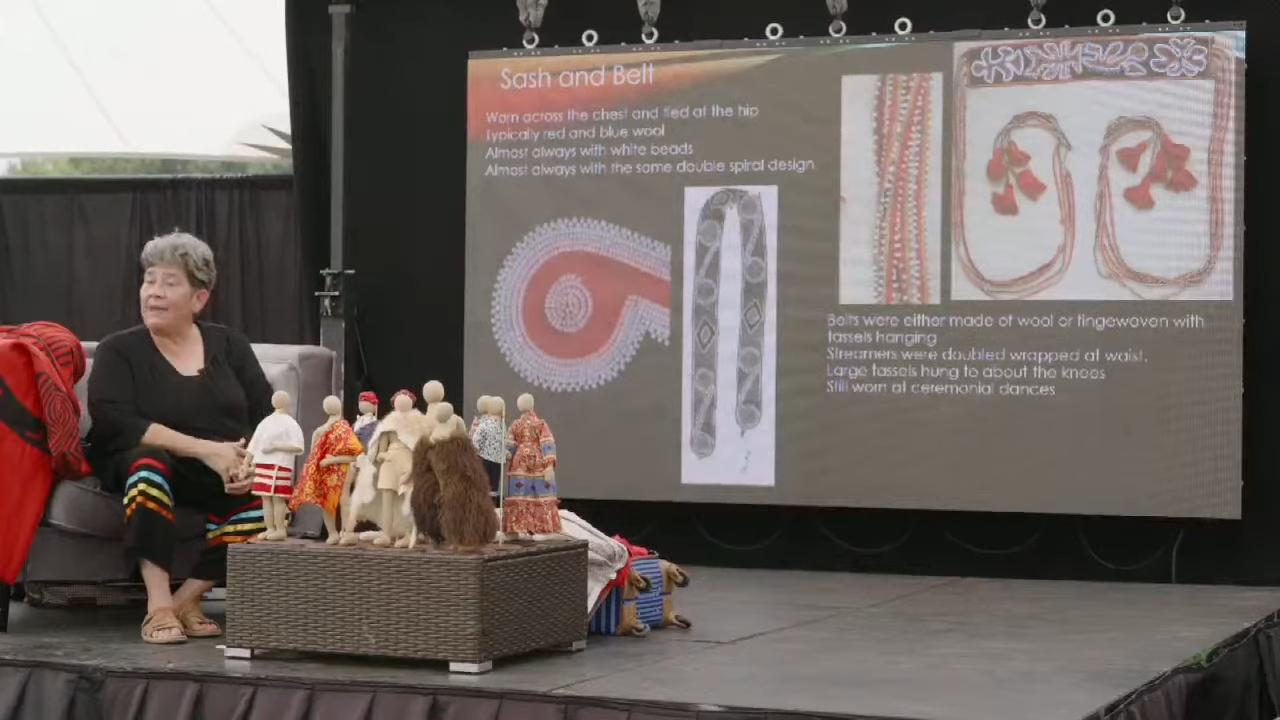 Sash and Belt
Worn across the chest and tied at the hip
Typically red and blue wool
Almost always with white beads
Almost always with the same double spiral design
Belts were either made of wool or fingewoven with
tassels hanging
Streamers were doubled wrapped at waist.
Large tassels hung to about the knees
Still worn at ceremonial dances